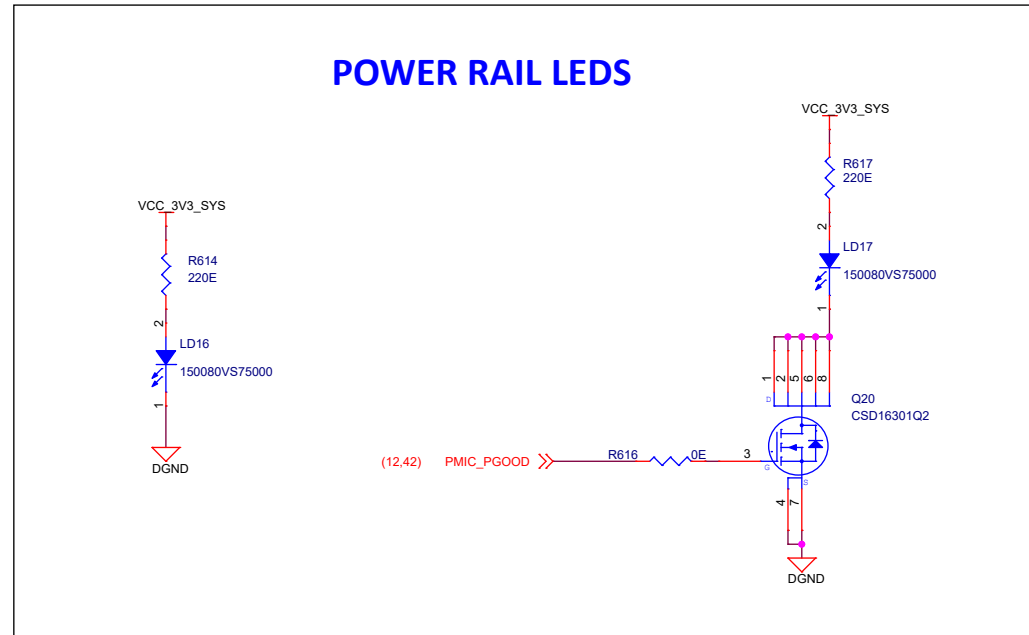 POWER RAIL LEDS
VCC_3V3_SYS
R614
220E
2
LD16
150080VS75000
1
DGND
VCC_3V3_SYS
R617
220E
2
LD17
150080VS75000
1
1 2 5 6 8
D
Q20
CSD16301Q2
(12,42) PMIC_PGOOD R616 0E 3
G
S
4 7
DGND